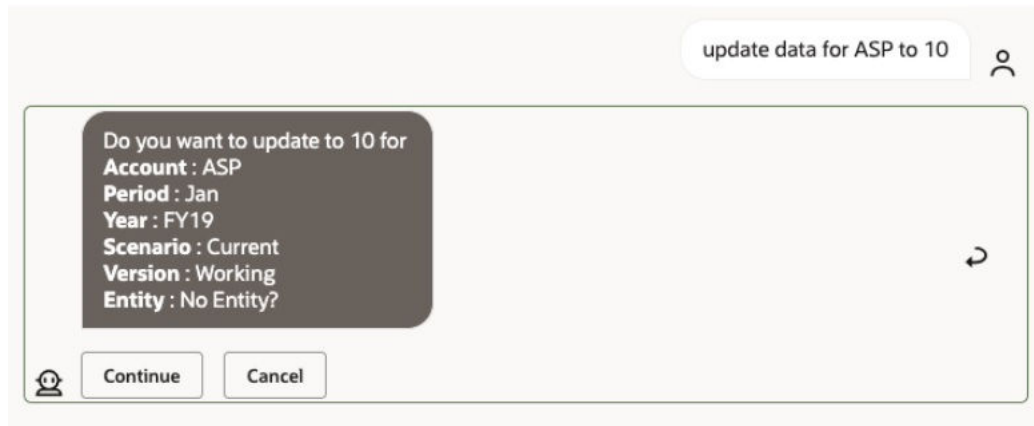 update data for ASP to 10
Do you want to update to 10 for
Account : ASP
Period : Jan
Year : FY19
Scenario : Current
Version : Working
Entity : No Entity?
Continue Cancel